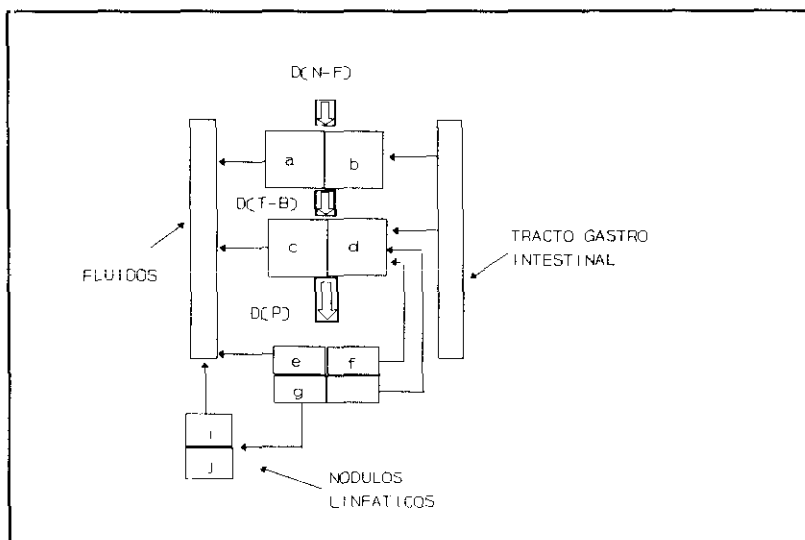 D(N-F)
a b
D(T-B)
c d
TRACTO GASTRO
INTESTINAL
FLUIDOS
D(P)
e f
g
i
J
NODULOS
LINFATICOS